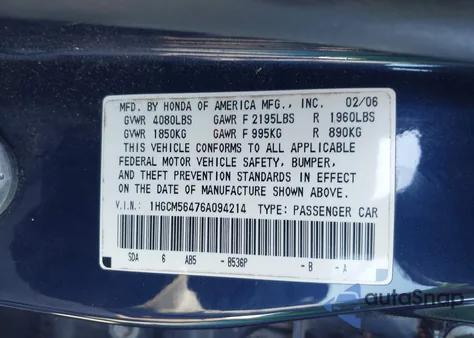 MFD. BY HONDA OF AMERICA MFG., INC. 02/06
GVWR 4080LBS GAWR F 2195LBS R 1960LBS
GVWR 1850KG GAWR F 995KG R 890KG
THIS VEHICLE CONFORMS TO ALL APPLICABLE
FEDERAL MOTOR VEHICLE SAFETY, BUMPER,
AND THEFT PREVENTION STANDARDS IN EFFECT
ON THE DATE OF MANUFACTURE SHOWN ABOVE.
V.I.N.: 1HGCM56476A094214 TYPE: PASSENGER CAR
SDA 6 AB5 -B536P -B -A
autoSnap